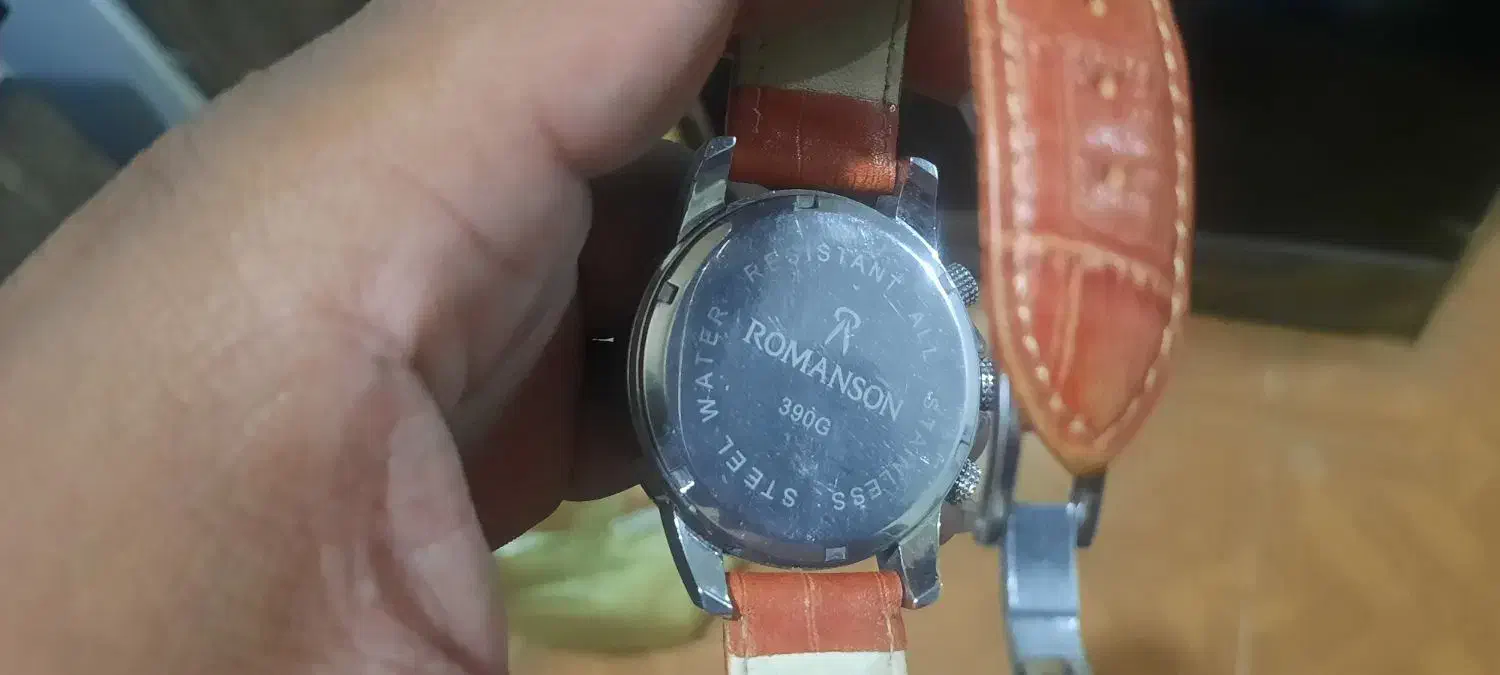 WATER RESISTANT ALL STAINLESS STEEL
ROMANSON
390G